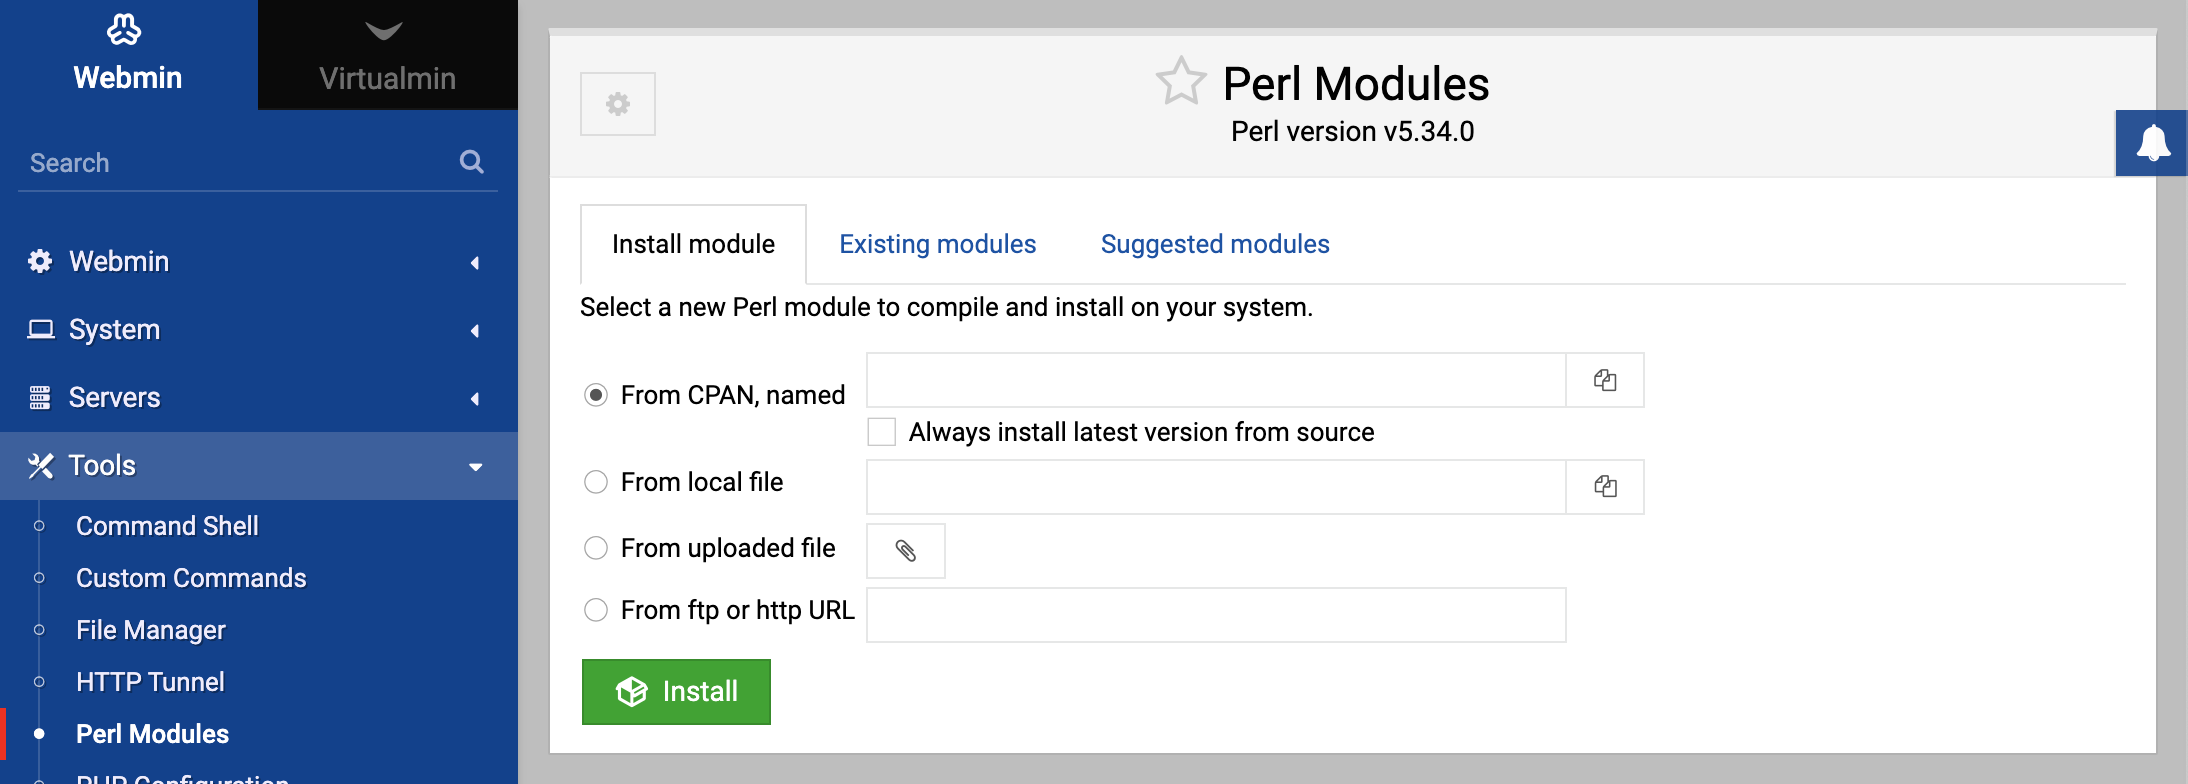 Webmin
Virtualmin
Search
Webmin
System
Servers
Tools
Command Shell
Custom Commands
File Manager
HTTP Tunnel
Perl Modules
PHP Configuration
Perl Modules
Perl version v5.34.0
Install module
Existing modules
Suggested modules
Select a new Perl module to compile and install on your system.
From CPAN, named
Always install latest version from source
From local file
From uploaded file
From ftp or http URL
Install